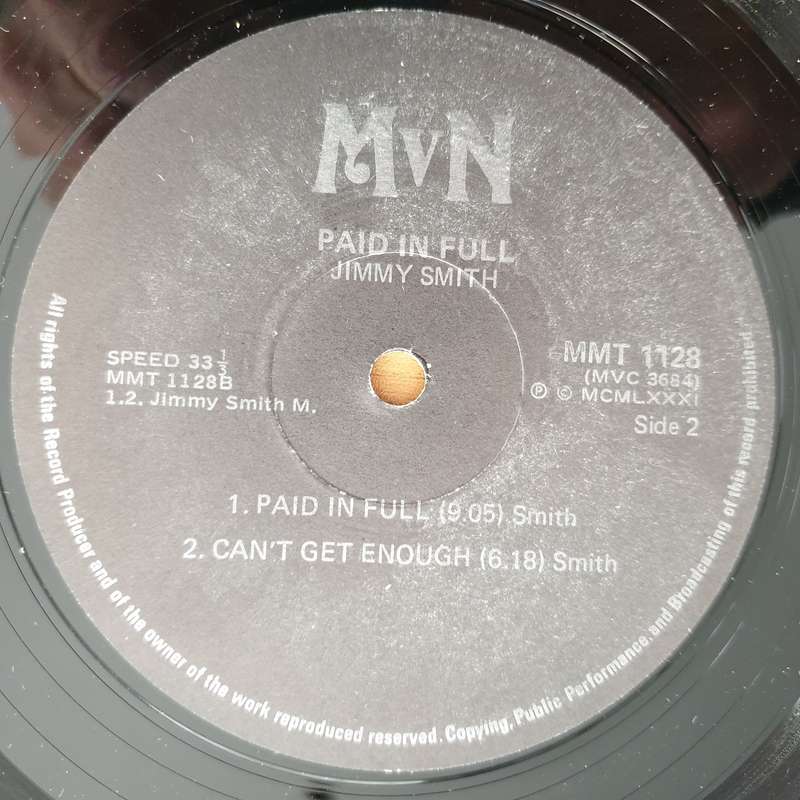 MVN
PAID IN FULL
JIMMY SMITH
SPEED 33 1/3
MMT 1128B
1.2. Jimmy Smith M.
MMT 1128
(MVC 3684)
Ⓟ © MCMLXXXI
Side 2
1. PAID IN FULL (9.05) Smith
2. CAN'T GET ENOUGH (6.18) Smith
All rights of the Record Producer and of the owner of the work reproduced reserved. Copying, Public Performance, and Broadcasting of this record prohibited